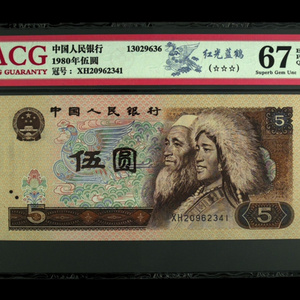 ACG
G GUARANTY
中国人民银行 13029636
1980年伍圆
冠号：XH20962341
红光蓝鹤
(☆☆☆)
67
Superb Gem Unc
中国人民银行
5
伍圆
XH20962341
5 5